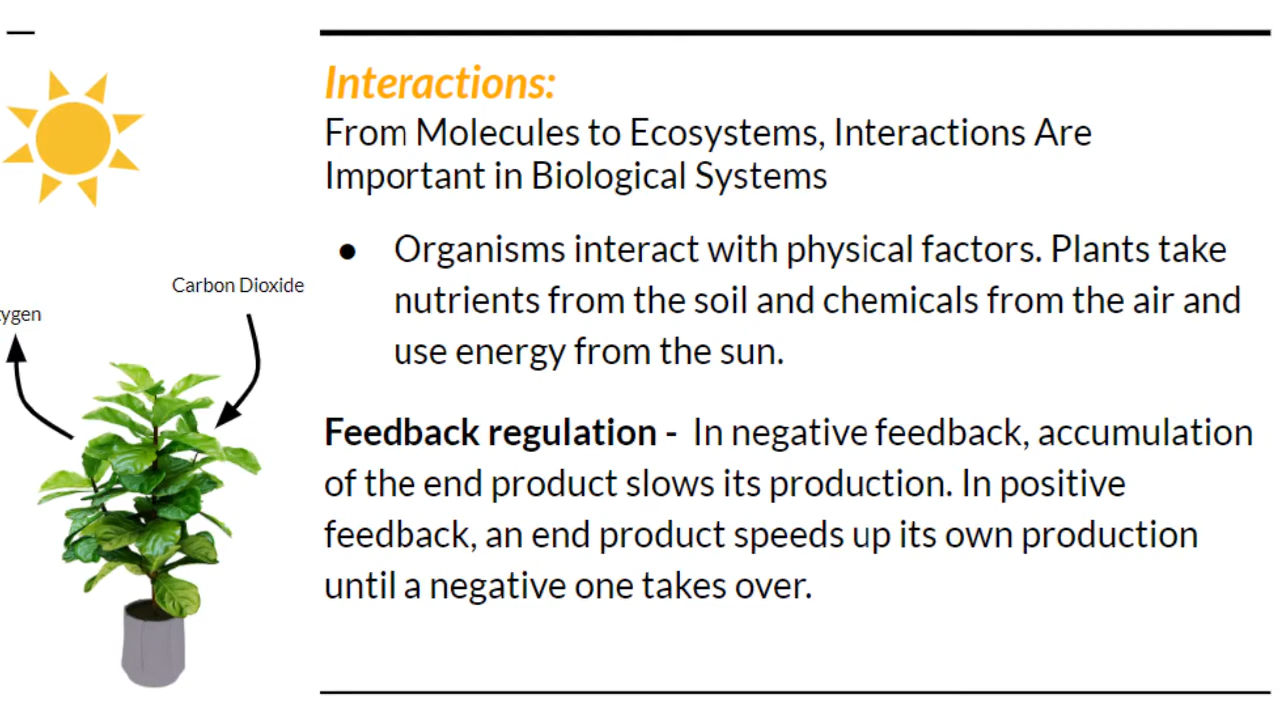 Interactions:
From Molecules to Ecosystems, Interactions Are
Important in Biological Systems
● Organisms interact with physical factors. Plants take
nutrients from the soil and chemicals from the air and
use energy from the sun.
Carbon Dioxide
ygen
Feedback regulation - In negative feedback, accumulation
of the end product slows its production. In positive
feedback, an end product speeds up its own production
until a negative one takes over.